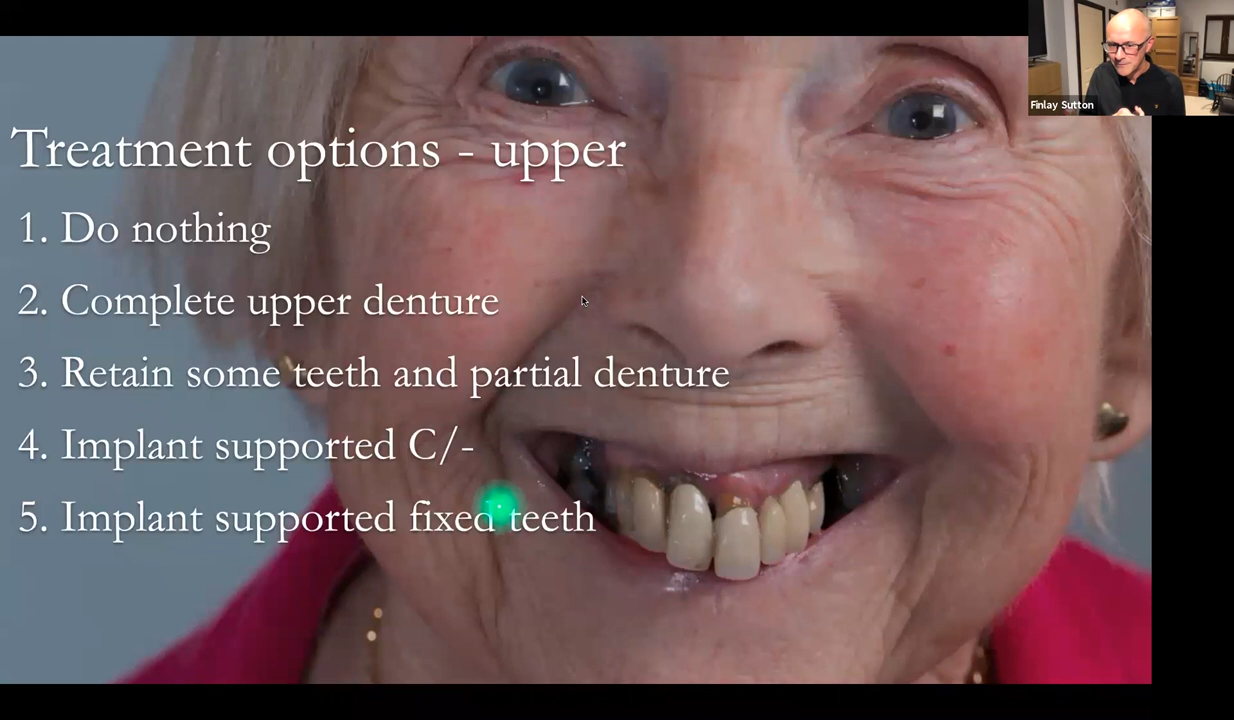 Finlay Sutton
Treatment options - upper
1. Do nothing
2. Complete upper denture
3. Retain some teeth and partial denture
4. Implant supported C/-
5. Implant supported fixed teeth